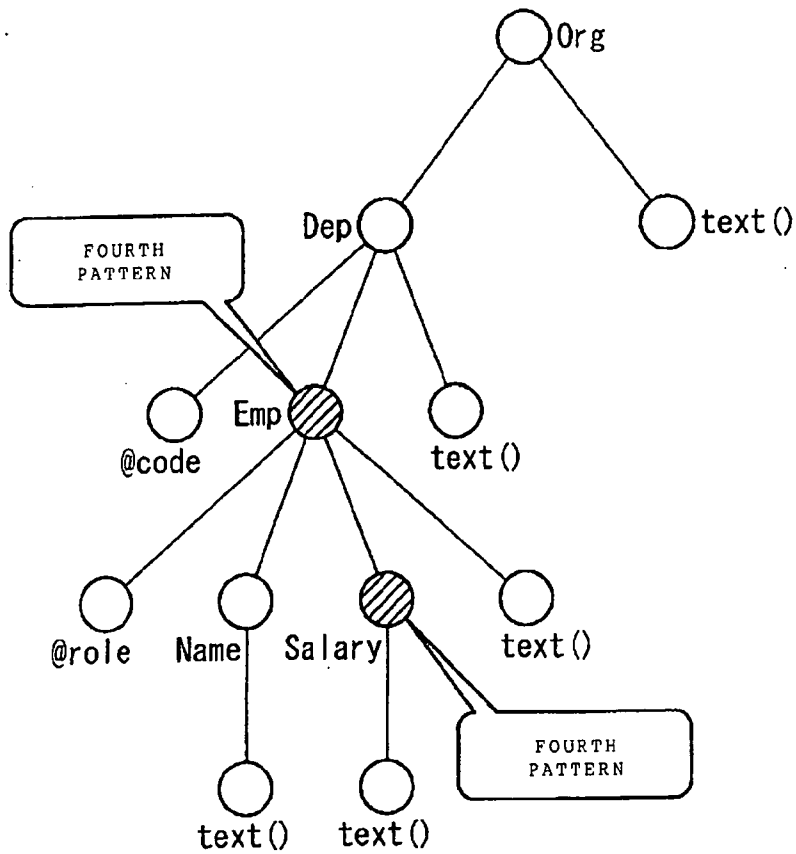 Org
Dep
text()
FOURTH
PATTERN
Emp
@code
text()
@role
Name
Salary
text()
FOURTH
PATTERN
text()
text()